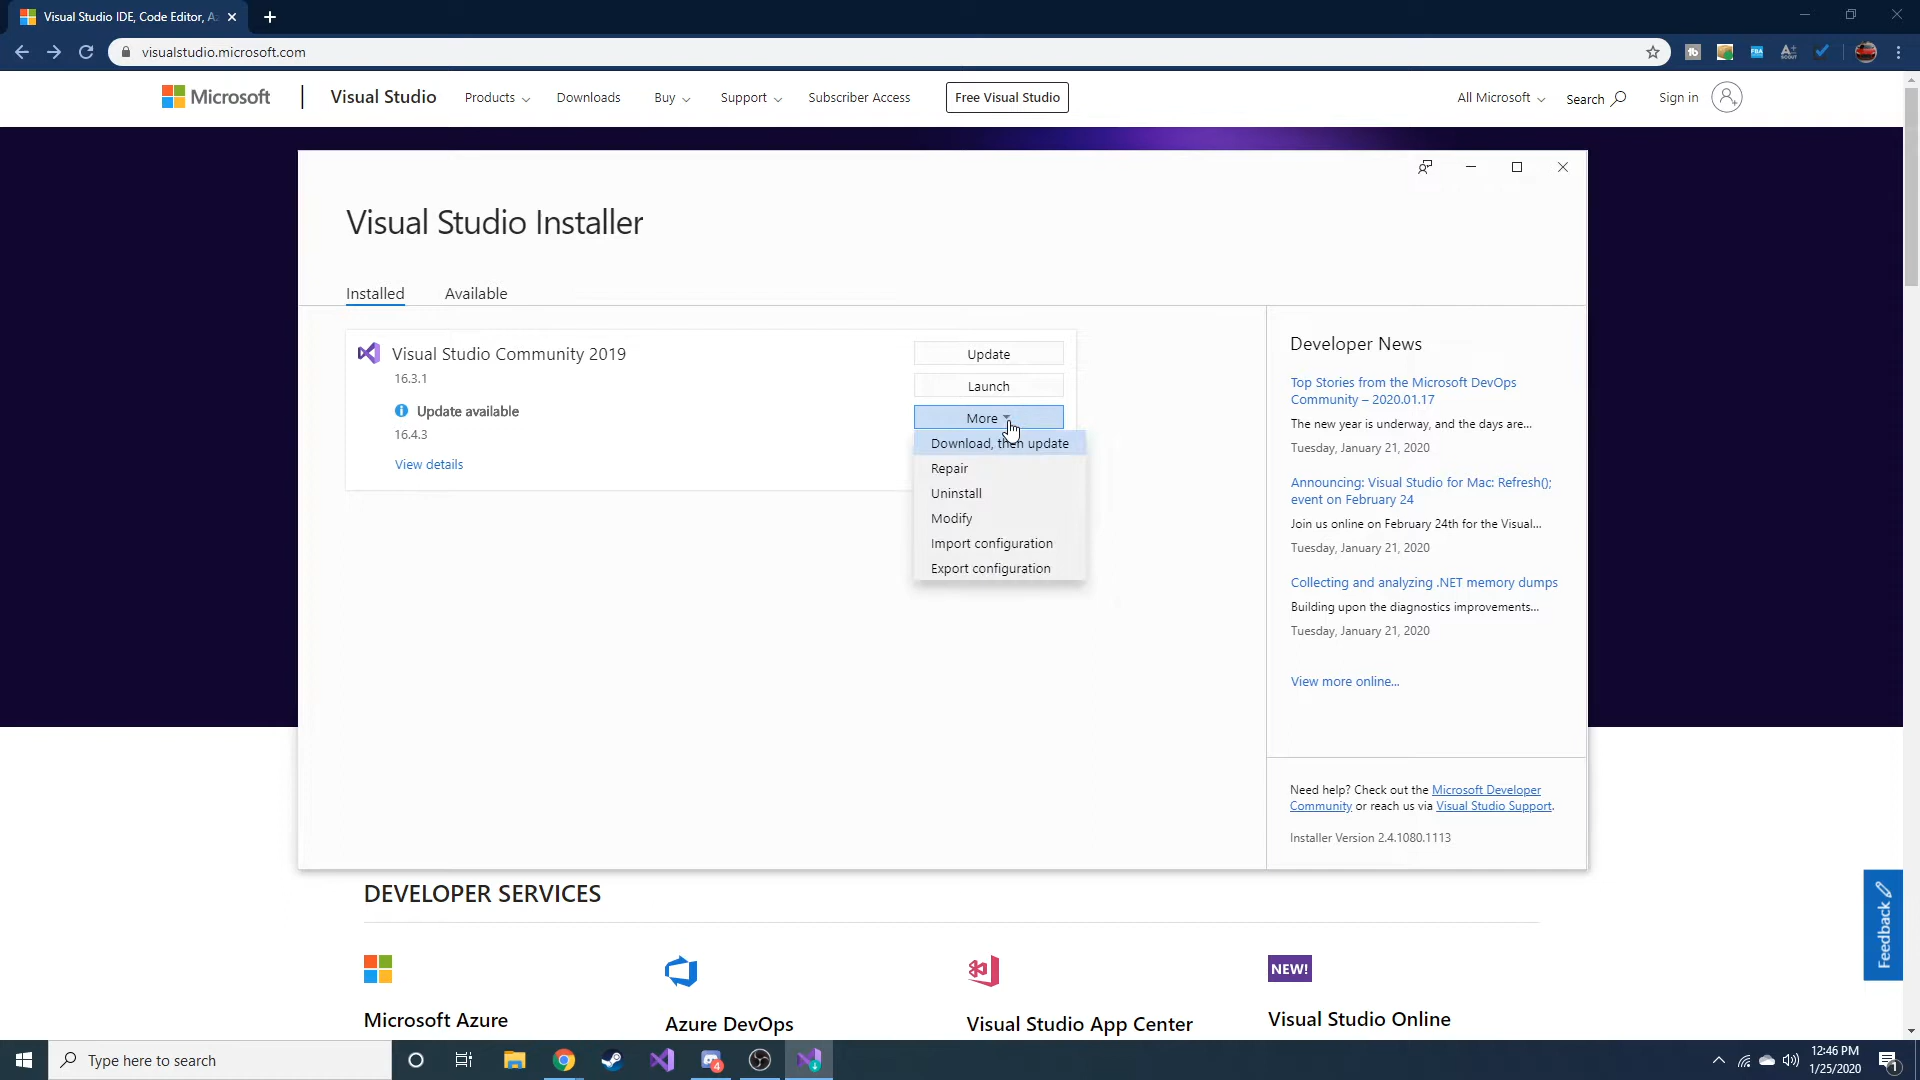 Visual Studio IDE, Code Editor, A
visualstudio.microsoft.com
Microsoft
Visual Studio
Products
Downloads
Buy
Support
Subscriber Access
Free Visual Studio
All Microsoft
Search
Sign in
Visual Studio Installer
Installed
Available
Visual Studio Community 2019
16.3.1
Update available
16.4.3
View details
Update
Launch
More
Download, then update
Repair
Uninstall
Modify
Import configuration
Export configuration
Developer News
Top Stories from the Microsoft DevOps
Community – 2020.01.17
The new year is underway, and the days are...
Tuesday, January 21, 2020
Announcing: Visual Studio for Mac: Refresh();
event on February 24
Join us online on February 24th for the Visual...
Tuesday, January 21, 2020
Collecting and analyzing .NET memory dumps
Building upon the diagnostics improvements...
Tuesday, January 21, 2020
View more online...
Need help? Check out the Microsoft Developer
Community or reach us via Visual Studio Support.
Installer Version 2.4.1080.1113
Feedback
DEVELOPER SERVICES
NEW!
Microsoft Azure
Azure DevOps
Visual Studio App Center
Visual Studio Online
Type here to search
4
12:46 PM
1/25/2020
1